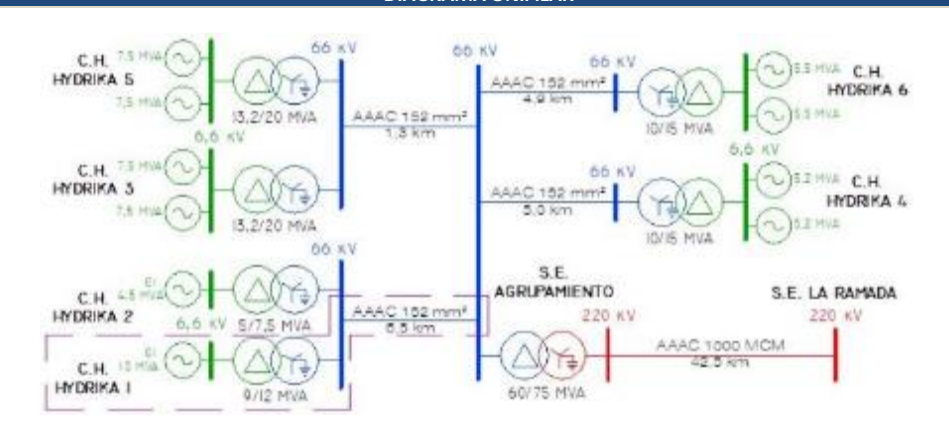 66 KV
66 KV
66 KV
C.H.
HYDRIKA 5
7,5 MVA
7,5 MVA
13,2/20 MVA
6,6 KV
AAAC 152 mm²
1,3 km
C.H.
HYDRIKA 3
7,5 MVA
7,5 MVA
13,2/20 MVA
AAAC 152 mm²
4,9 km
10/15 MVA
5.5 MVA
5.5 MVA
C.H.
HYDRIKA 6
6,6 KV
66 KV
AAAC 152 mm²
5,0 km
10/15 MVA
5.2 MVA
5.2 MVA
C.H.
HYDRIKA 4
66 KV
C.H.
HYDRIKA 2
G1
4.5 MVA
6,6 KV
5/7,5 MVA
AAAC 152 mm²
6,5 km
C.H.
HYDRIKA 1
G1
9/12 MVA
S.E.
AGRUPAMIENTO
220 KV
60/75 MVA
AAAC 1000 MCM
42,5 km
S.E. LA RAMADA
220 KV